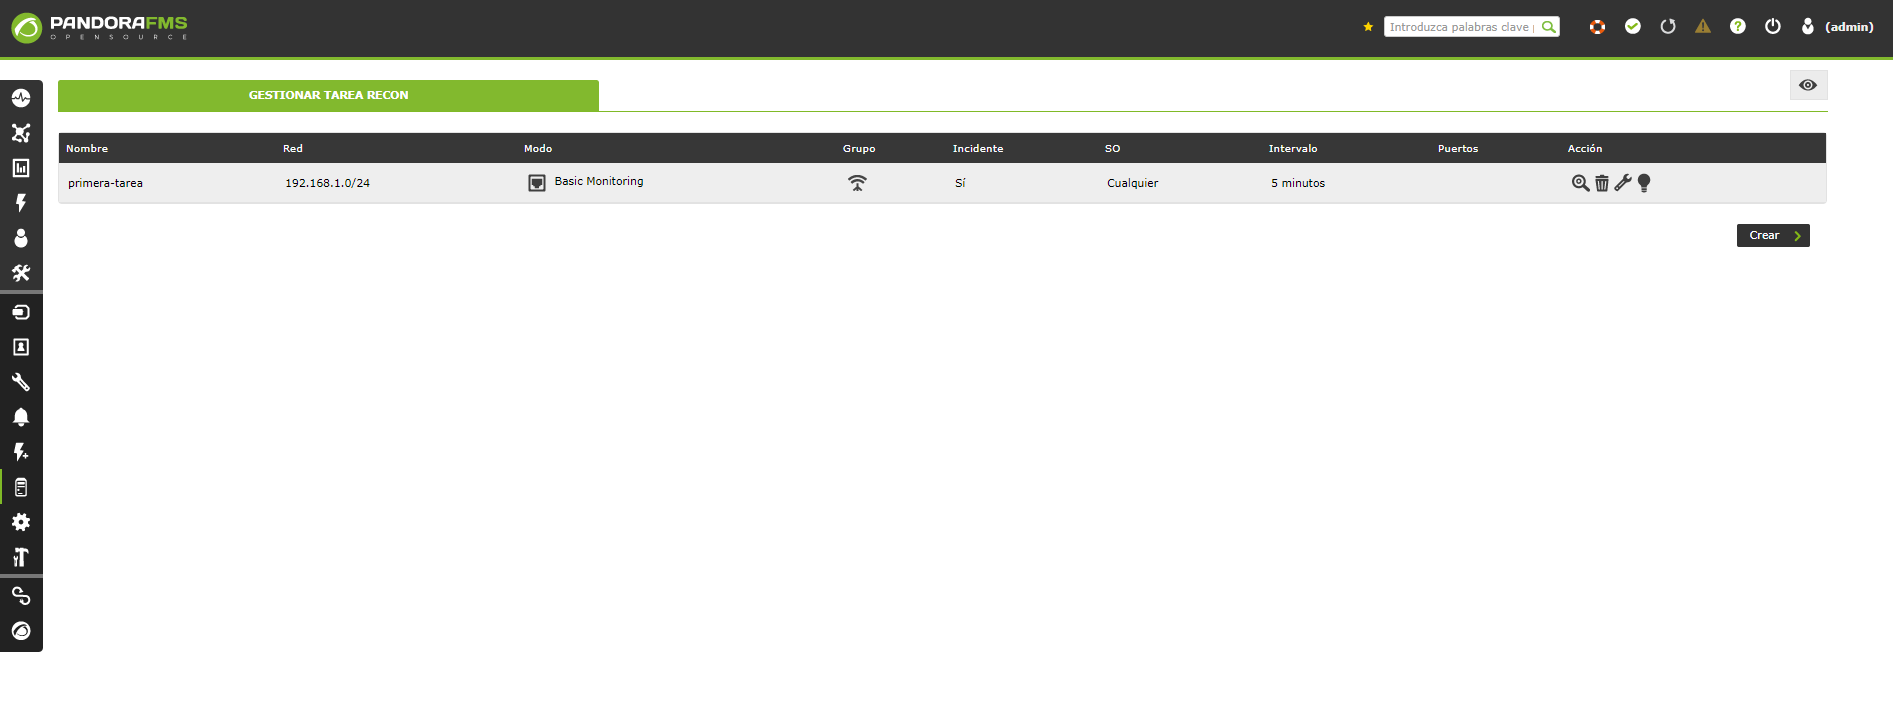 PANDORAFMS
OPENSOURCE
Introduzca palabras clave p
(admin)
GESTIONAR TAREA RECON
Nombre Red Modo Grupo Incidente SO Intervalo Puertos Acción
primera-tarea 192.168.1.0/24 Basic Monitoring Sí Cualquier 5 minutos
Crear